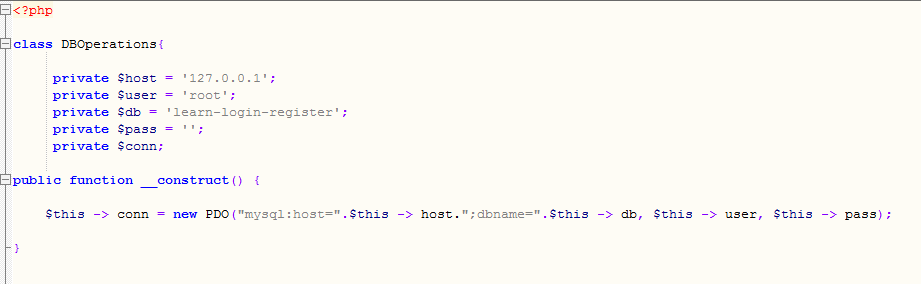 <?php
class DBOperations{
private $host = '127.0.0.1';
private $user = 'root';
private $db = 'learn-login-register';
private $pass = '';
private $conn;
public function __construct() {
$this -> conn = new PDO("mysql:host=".$this -> host.";dbname=".$this -> db, $this -> user, $this -> pass);
}